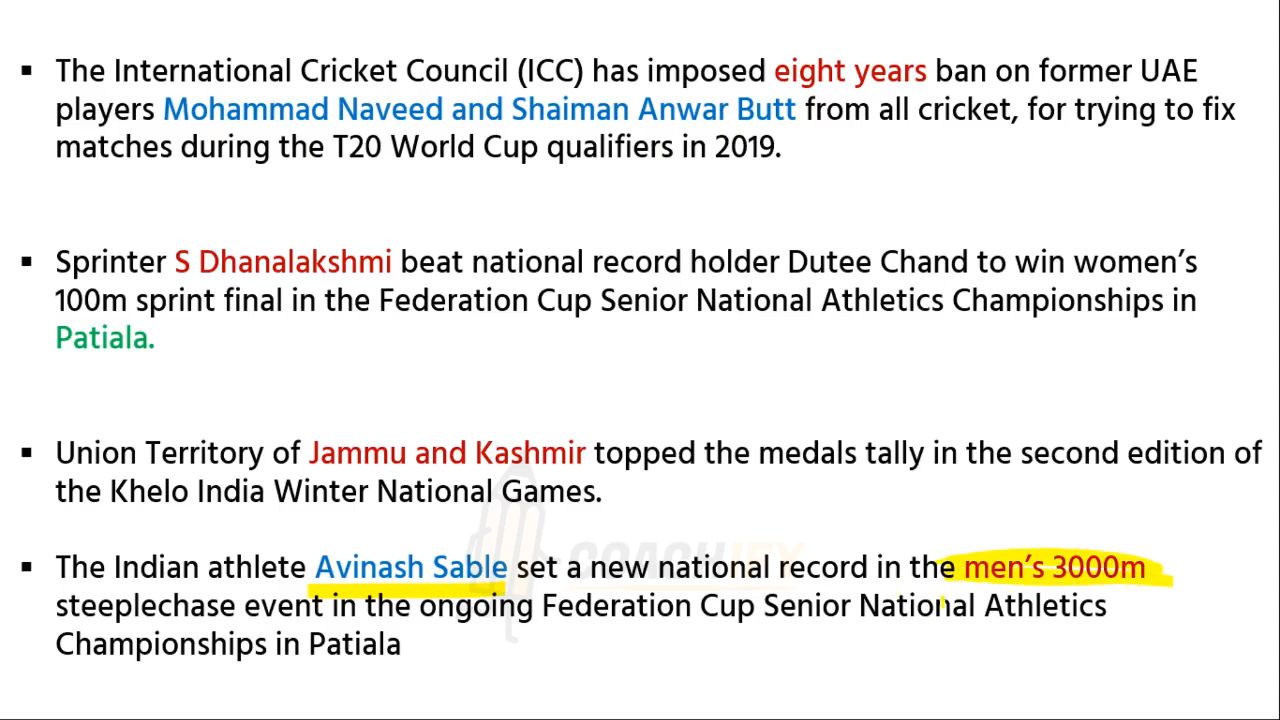 ▪ The International Cricket Council (ICC) has imposed eight years ban on former UAE
players Mohammad Naveed and Shaiman Anwar Butt from all cricket, for trying to fix
matches during the T20 World Cup qualifiers in 2019.
▪ Sprinter S Dhanalakshmi beat national record holder Dutee Chand to win women’s
100m sprint final in the Federation Cup Senior National Athletics Championships in
Patiala.
▪ Union Territory of Jammu and Kashmir topped the medals tally in the second edition of
the Khelo India Winter National Games.
▪ The Indian athlete Avinash Sable set a new national record in the men’s 3000m
steeplechase event in the ongoing Federation Cup Senior National Athletics
Championships in Patiala